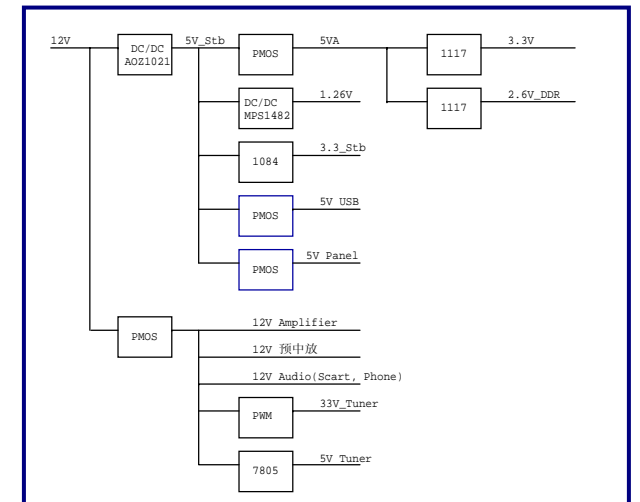 12V
DC/DC
AOZ1021
5V_Stb
PMOS
5VA
1117
3.3V
1117
2.6V_DDR
DC/DC
MPS1482
1.26V
1084
3.3_Stb
PMOS
5V USB
PMOS
5V Panel
PMOS
12V Amplifier
12V 预中放
12V Audio(Scart, Phone)
PWM
33V_Tuner
7805
5V Tuner